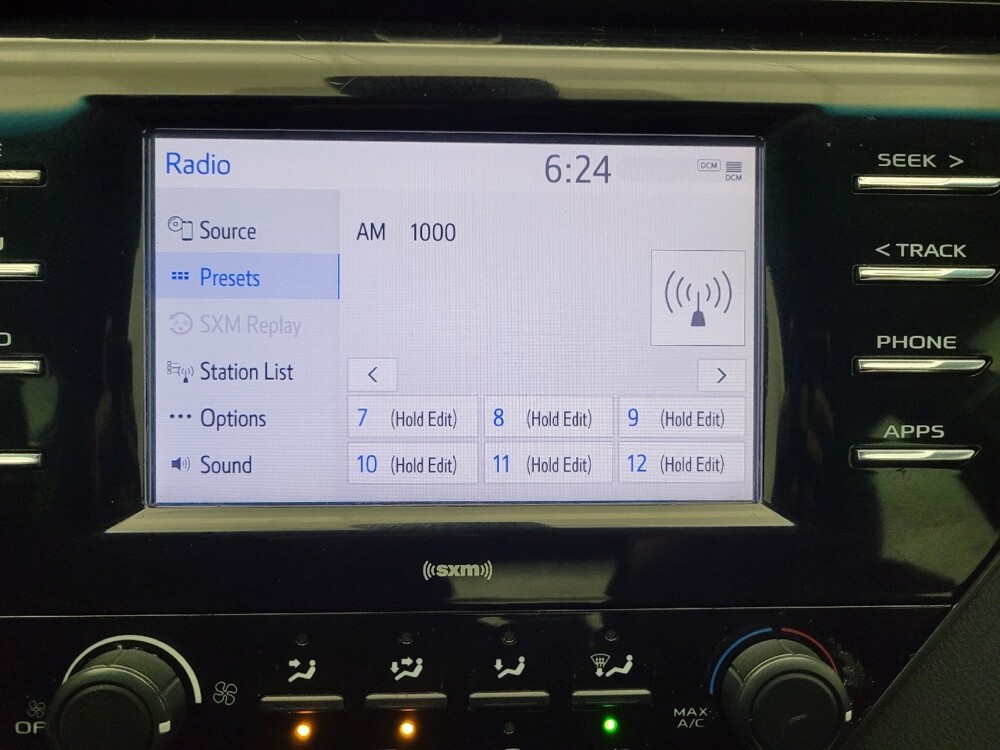 Radio
6:24
DCM
DCM
Source
AM 1000
Presets
SXM Replay
Station List
<
>
Options
7 (Hold Edit)
8 (Hold Edit)
9 (Hold Edit)
Sound
10 (Hold Edit)
11 (Hold Edit)
12 (Hold Edit)
SEEK >
< TRACK
PHONE
APPS
((sxm))
MAX
A/C
OF